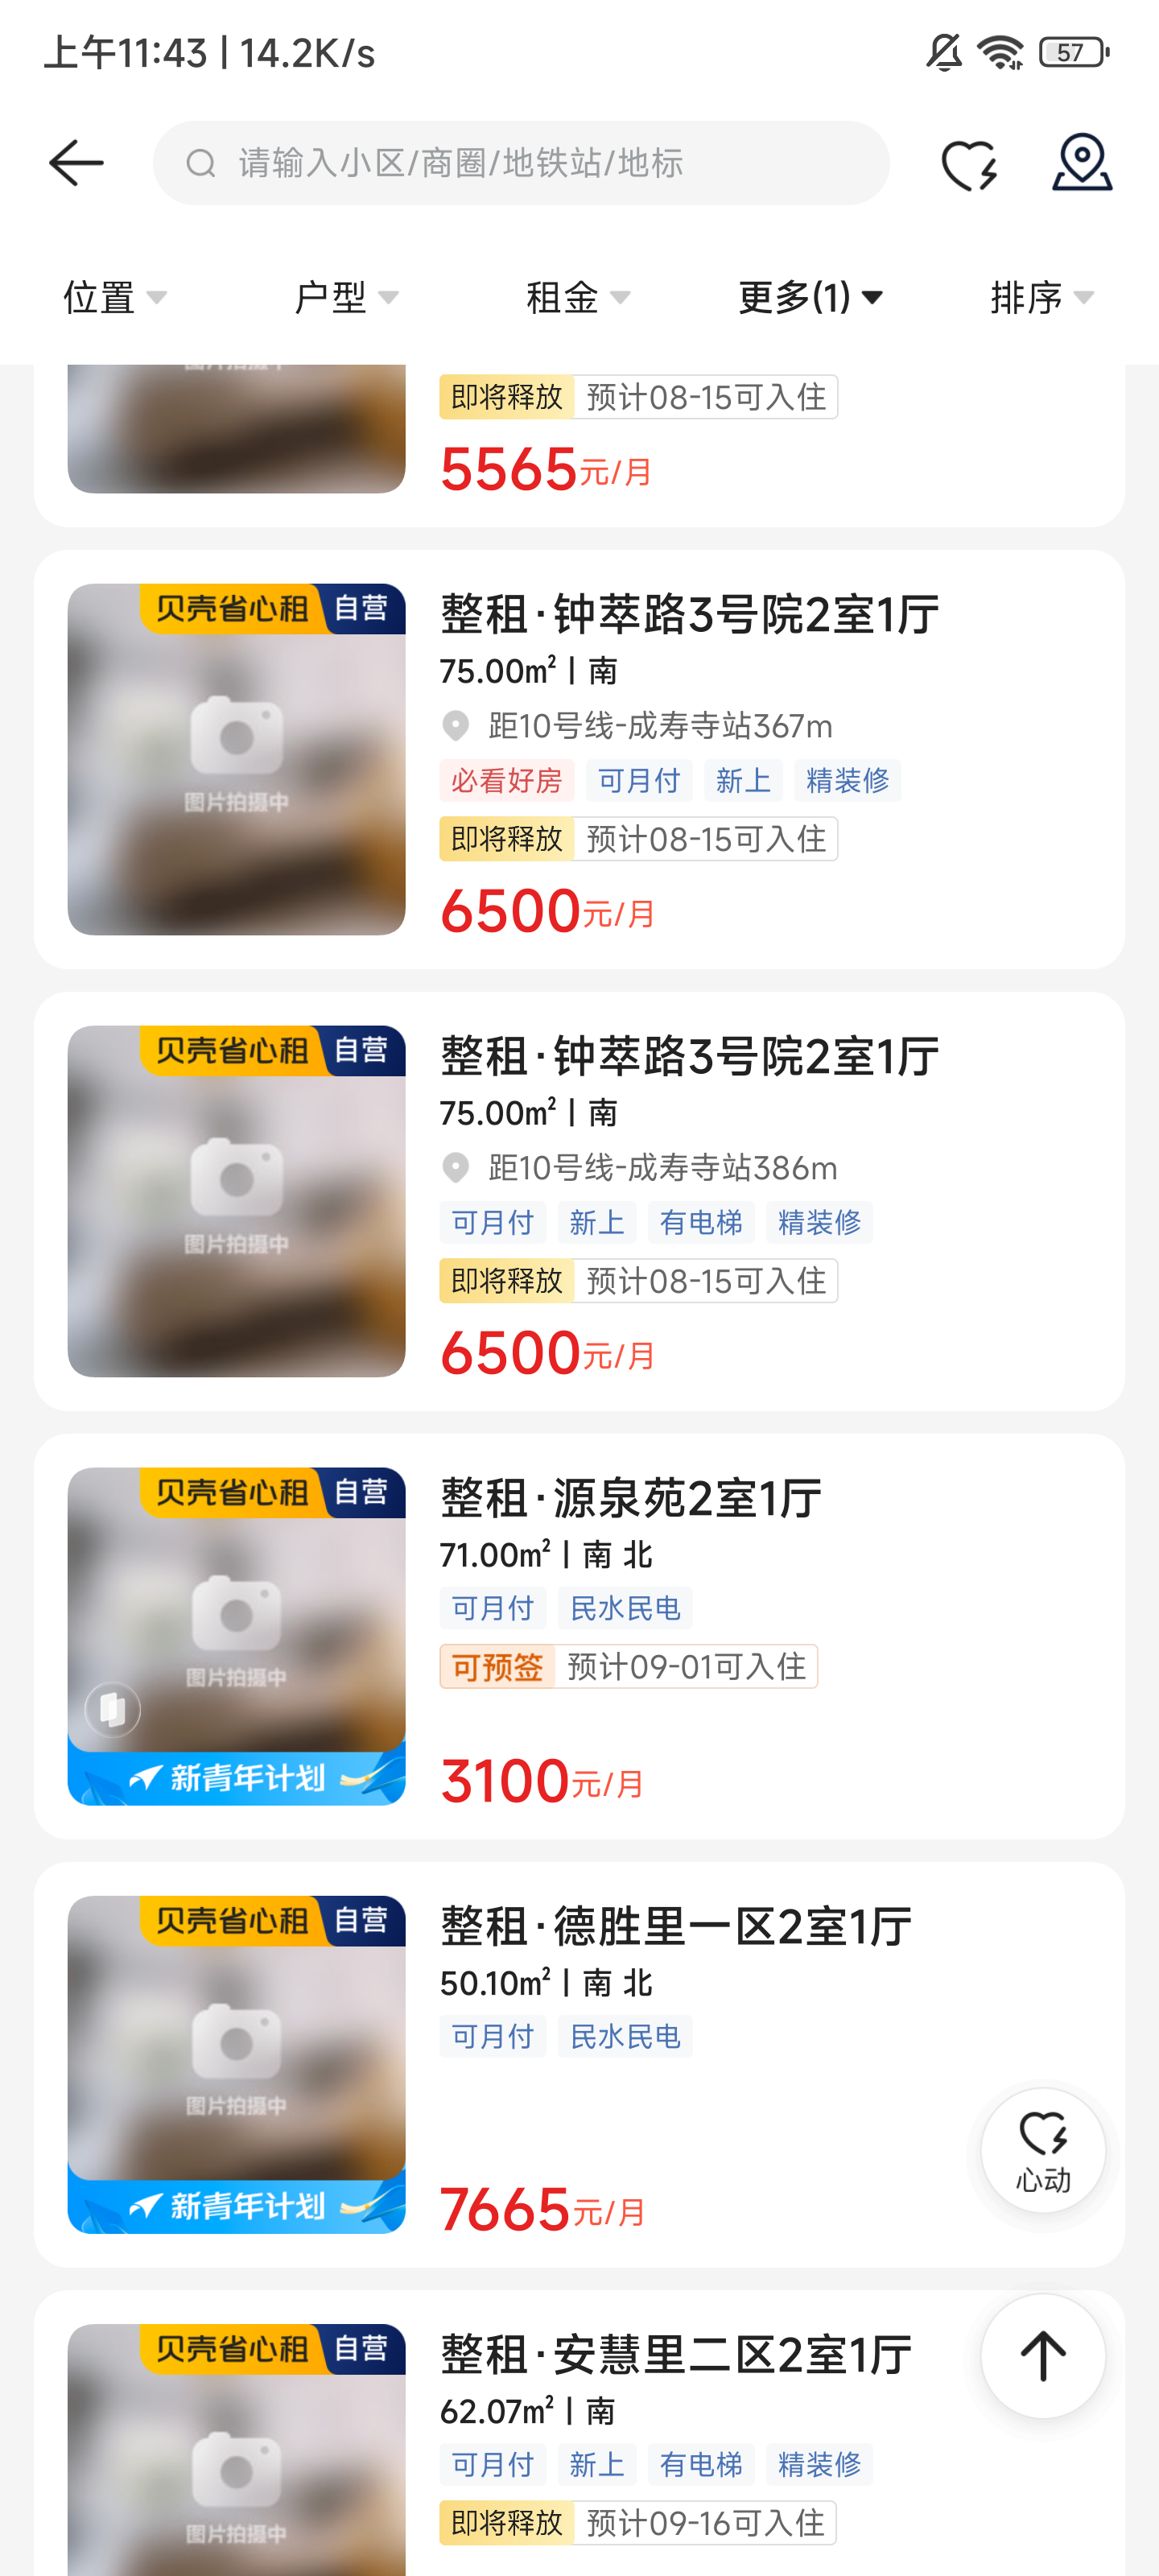 上午11:43 | 14.2K/s
57
请输入小区/商圈/地铁站/地标
位置
户型
租金
更多(1)
排序
即将释放 预计08-15可入住
5565元/月
贝壳省心租 自营
图片拍摄中
整租·钟萃路3号院2室1厅
75.00m² | 南
距10号线-成寿寺站367m
必看好房 可月付 新上 精装修
即将释放 预计08-15可入住
6500元/月
贝壳省心租 自营
图片拍摄中
整租·钟萃路3号院2室1厅
75.00m² | 南
距10号线-成寿寺站386m
可月付 新上 有电梯 精装修
即将释放 预计08-15可入住
6500元/月
贝壳省心租 自营
图片拍摄中
新青年计划
整租·源泉苑2室1厅
71.00m² | 南 北
可月付 民水民电
可预签 预计09-01可入住
3100元/月
贝壳省心租 自营
图片拍摄中
新青年计划
整租·德胜里一区2室1厅
50.10m² | 南 北
可月付 民水民电
7665元/月
心动
贝壳省心租 自营
图片拍摄中
整租·安慧里二区2室1厅
62.07m² | 南
可月付 新上 有电梯 精装修
即将释放 预计09-16可入住